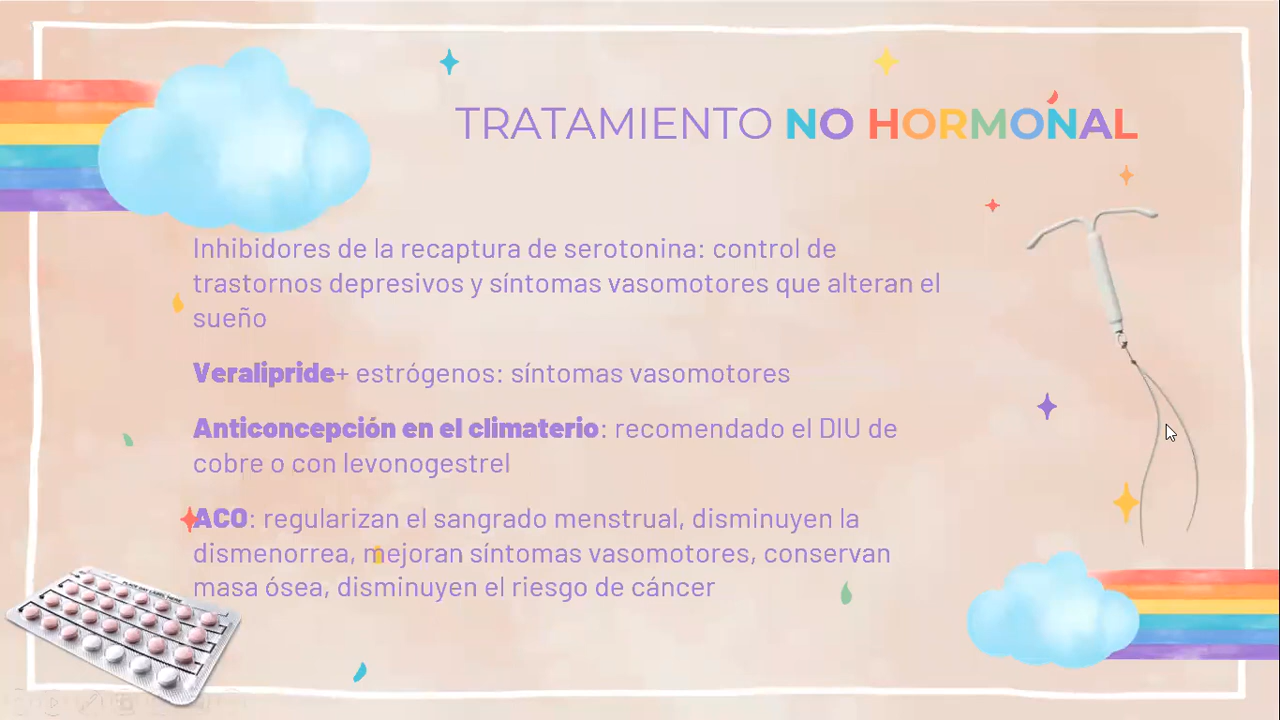 TRATAMIENTO NO HORMONAL
Inhibidores de la recaptura de serotonina: control de
trastornos depresivos y síntomas vasomotores que alteran el
sueño
Veralipride+ estrógenos: síntomas vasomotores
Anticoncepción en el climaterio: recomendado el DIU de
cobre o con levonogestrel
ACO: regularizan el sangrado menstrual, disminuyen la
dismenorrea, mejoran síntomas vasomotores, conservan
masa ósea, disminuyen el riesgo de cáncer